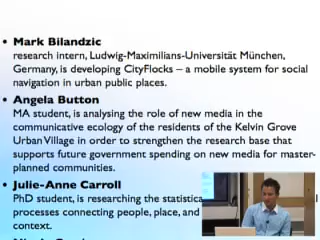 • Mark Bilandzic
research intern, Ludwig-Maximilians-Universität München,
Germany, is developing CityFlocks – a mobile system for social
navigation in urban public places.
• Angela Button
MA student, is analysing the role of new media in the
communicative ecology of the residents of the Kelvin Grove
Urban Village in order to strengthen the research base that
supports future government spending on new media for master-
planned communities.
• Julie-Anne Carroll
PhD student, is researching the statistica
processes connecting people, place, and
context.